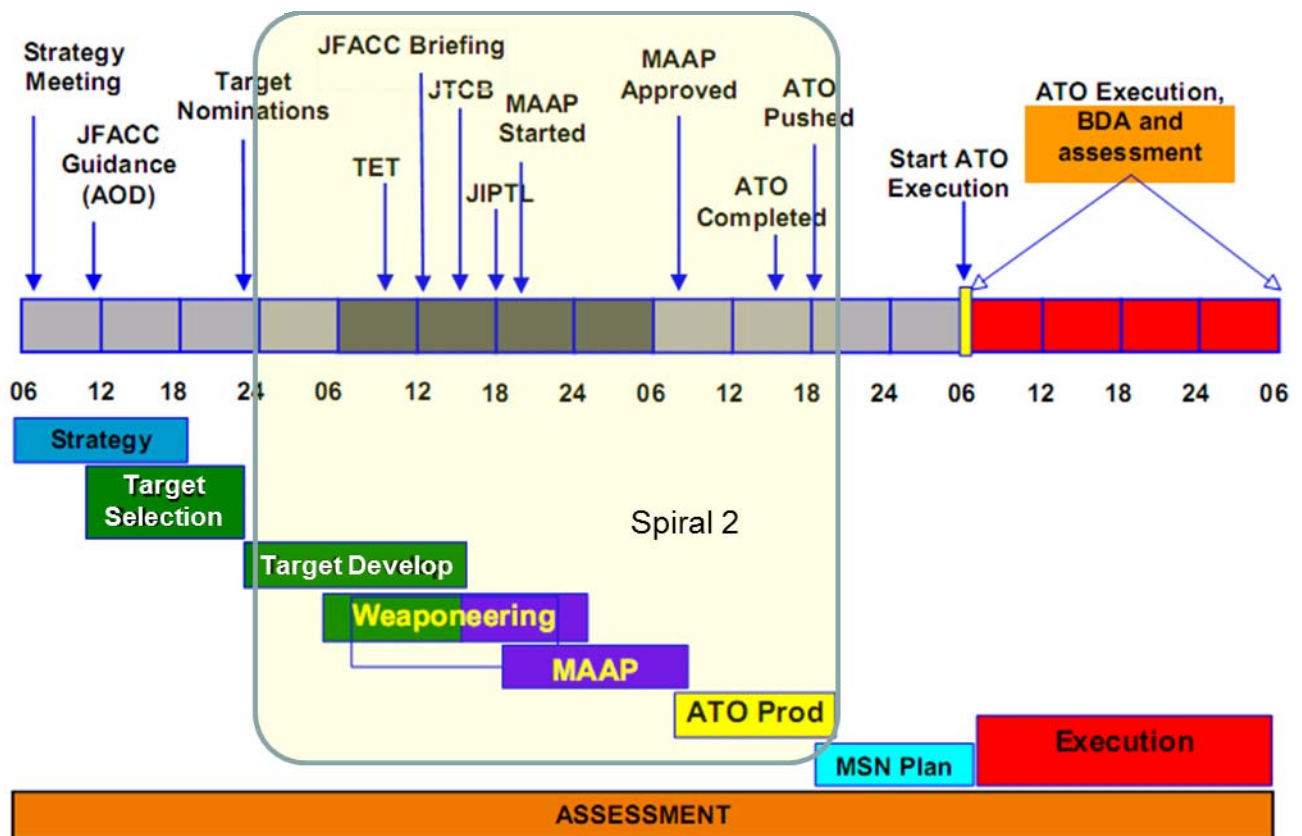 Strategy
Meeting
JFACC
Guidance
(AOD)
Target
Nominations
TET
JFACC Briefing
JTCB
JIPTL
MAAP
Started
MAAP
Approved
ATO
Completed
ATO
Pushed
Start ATO
Execution
ATO Execution,
BDA and
assessment
06 12 18 24 06 12 18 24 06 12 18 24 06 12 18 24 06
Strategy
Target
Selection
Spiral 2
Target Develop
Weaponeering
MAAP
ATO Prod
MSN Plan
Execution
ASSESSMENT